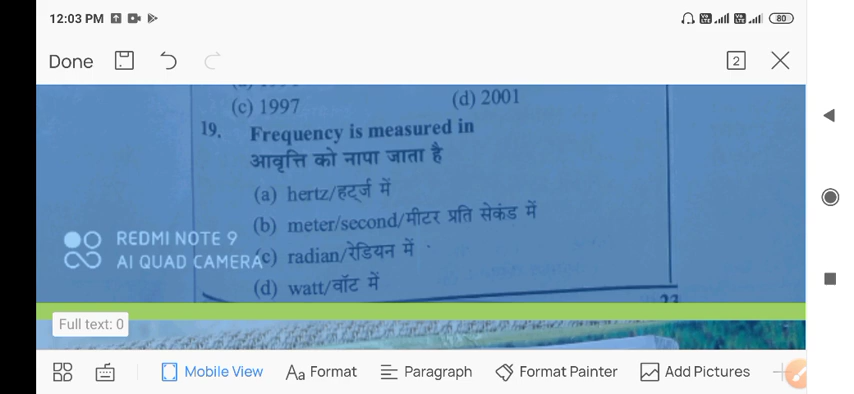 12:03 PM
80
Done
2
(c) 1997 (d) 2001
19. Frequency is measured in
आवृत्ति को नापा जाता है
(a) hertz/हर्ट्ज में
(b) meter/second/मीटर प्रति सेकंड में
(c) radian/रेडियन में
(d) watt/वॉट में
23
REDMI NOTE 9
AI QUAD CAMERA
Full text: 0
Mobile View
Aa Format
Paragraph
Format Painter
Add Pictures